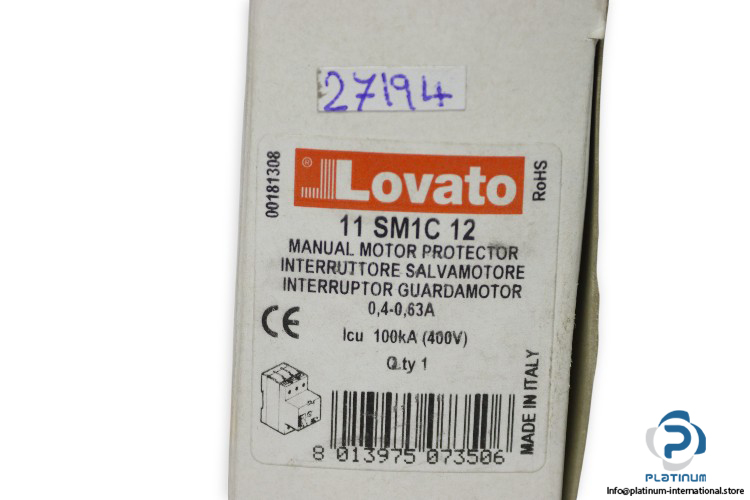 27194
00181308
® Lovato
RoHS
11 SM1C 12
MANUAL MOTOR PROTECTOR
INTERRUTTORE SALVAMOTORE
INTERRUPTOR GUARDAMOTOR
0,4-0,63A
CE
Icu 100kA (400V)
Q.ty 1
MADE IN ITALY
8 013975 073506
PLATINUM
Info@platinum-international.store